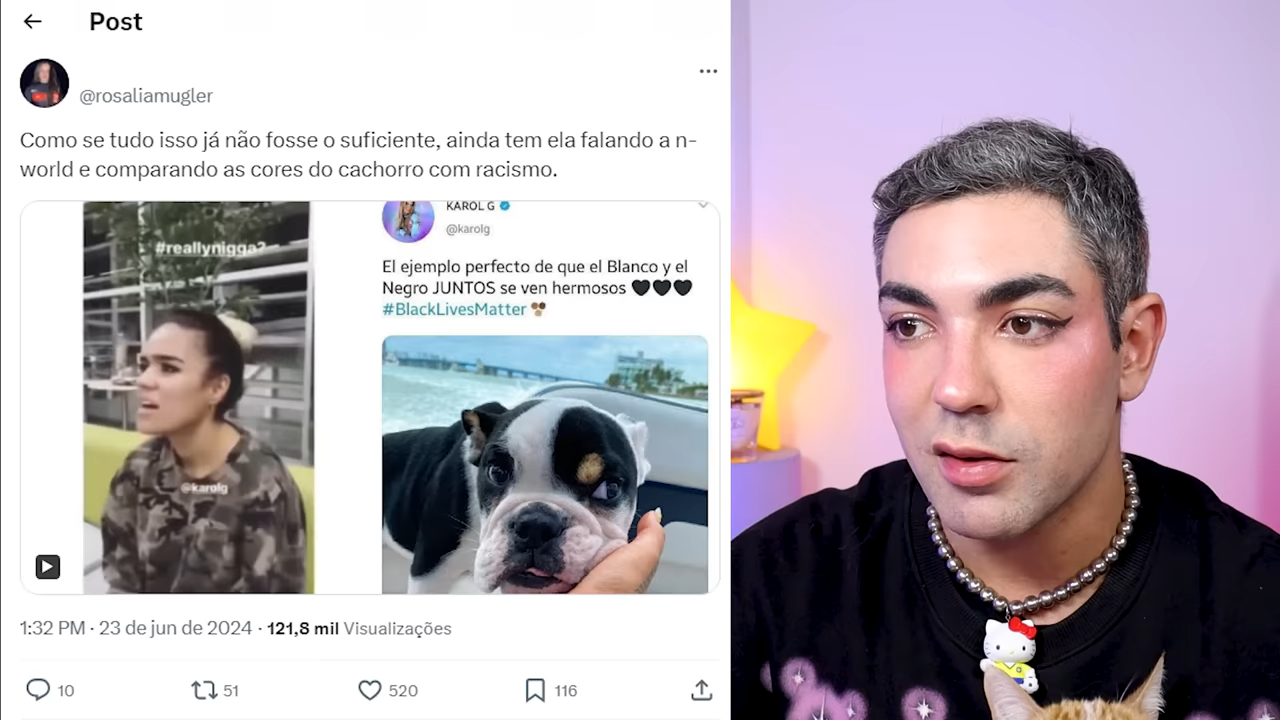 Post
@rosaliamugler
Como se tudo isso já não fosse o suficiente, ainda tem ela falando a n-
world e comparando as cores do cachorro com racismo.
#reallynigga?
@karolg
KAROL G
@karolg
El ejemplo perfecto de que el Blanco y el
Negro JUNTOS se ven hermosos 🖤🖤🖤
#BlackLivesMatter
1:32 PM · 23 de jun de 2024 · 121,8 mil Visualizações
10 51 520 116